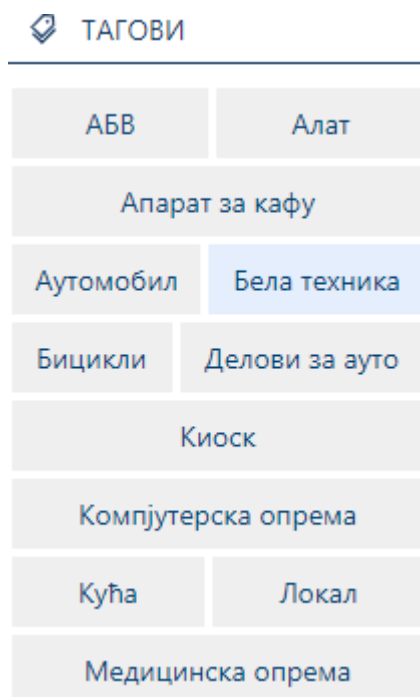 ТАГОВИ
АБВ Алат
Апарат за кафу
Аутомобил Бела техника
Бицикли Делови за ауто
Киоск
Компјутерска опрема
Кућа Локал
Медицинска опрема